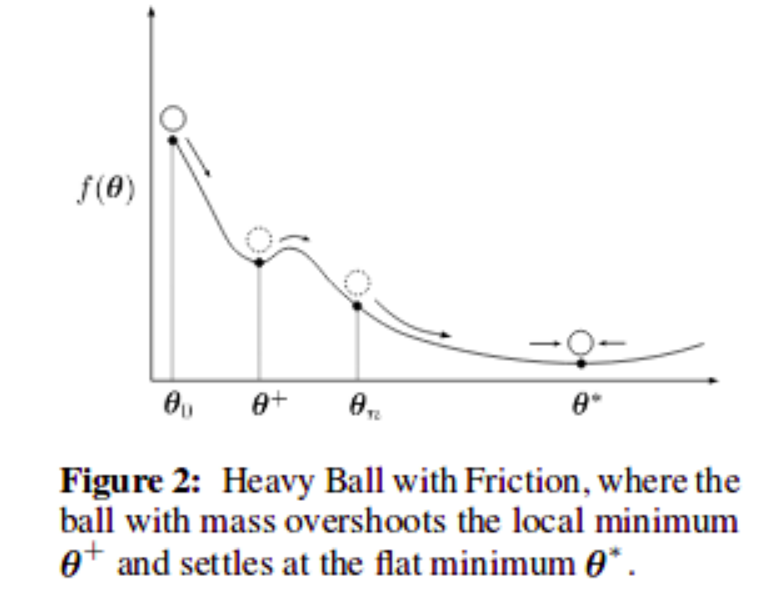 f(θ)
θ₀ θ⁺ θₙ θ*
Figure 2: Heavy Ball with Friction, where the
ball with mass overshoots the local minimum
θ⁺ and settles at the flat minimum θ*.